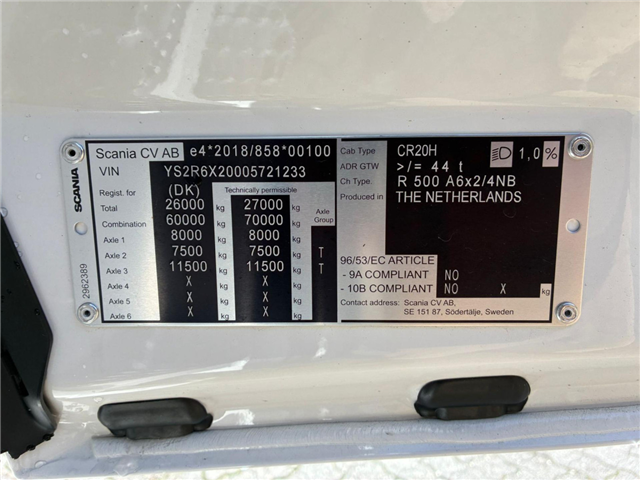 SCANIA
2962389
Scania CV AB e4*2018/858*00100
VIN YS2R6X20005721233
Regist. for (DK) Technically permissible
Total 26000 kg 27000 kg Axle Group
Combination 60000 kg 70000 kg
Axle 1 8000 kg 8000 kg
Axle 2 7500 kg 7500 kg T
Axle 3 11500 kg 11500 kg T
Axle 4 X kg X kg
Axle 5 X kg X kg
Axle 6 X kg X kg
Cab Type CR20H 1,0 %
ADR GTW >/= 44 t
Ch. Type: R 500 A6x2/4NB
Produced in THE NETHERLANDS
96/53/EC ARTICLE
- 9A COMPLIANT NO
- 10B COMPLIANT NO X kg
Contact address: Scania CV AB,
SE 151 87, Södertälje, Sweden